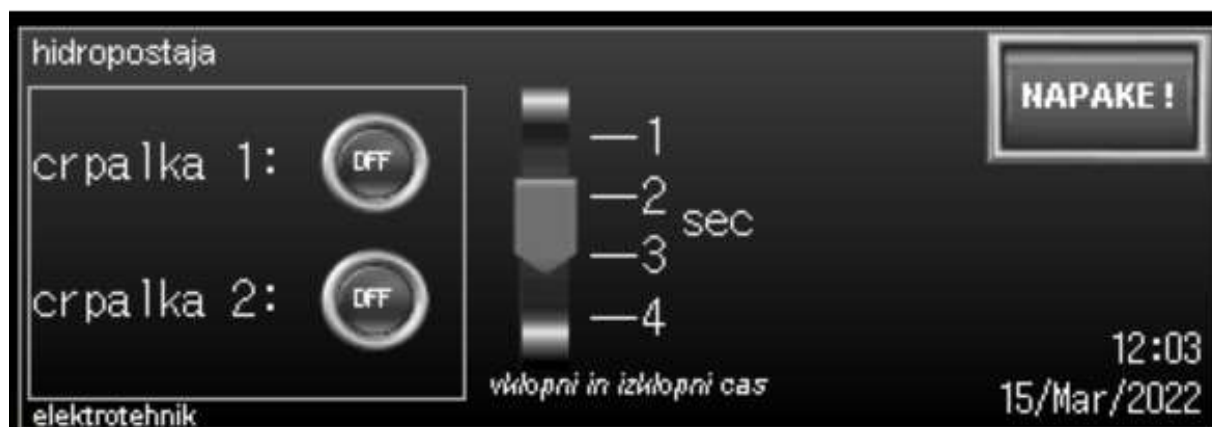 hidropostaja
NAPAKE!
crpalka 1: OFF
crpalka 2: OFF
1
2
sec
3
4
vklopni in izklopni cas
12:03
15/Mar/2022
elektrotehnik